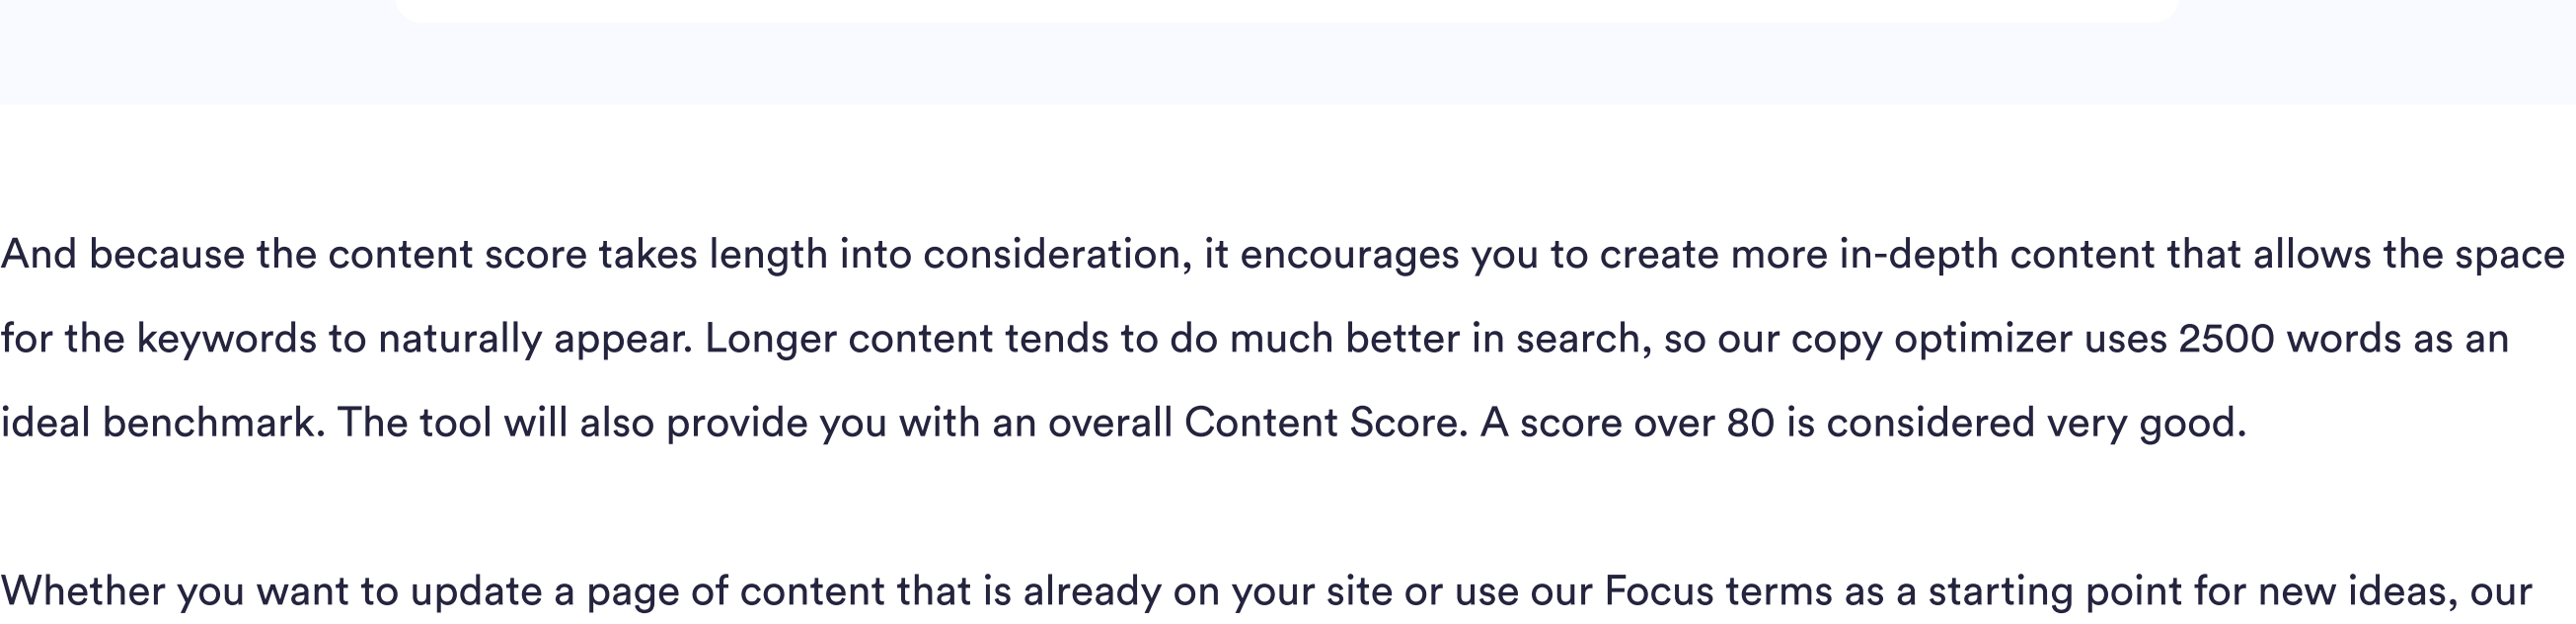 And because the content score takes length into consideration, it encourages you to create more in-depth content that allows the space
for the keywords to naturally appear. Longer content tends to do much better in search, so our copy optimizer uses 2500 words as an
ideal benchmark. The tool will also provide you with an overall Content Score. A score over 80 is considered very good.
Whether you want to update a page of content that is already on your site or use our Focus terms as a starting point for new ideas, our